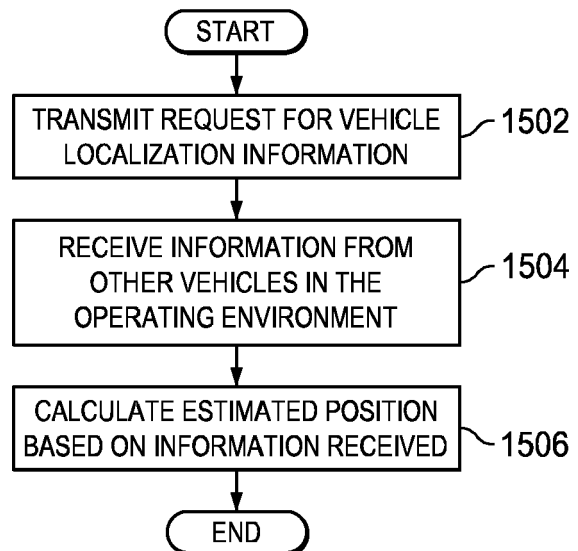 START
TRANSMIT REQUEST FOR VEHICLE
LOCALIZATION INFORMATION
1502
RECEIVE INFORMATION FROM
OTHER VEHICLES IN THE
OPERATING ENVIRONMENT
1504
CALCULATE ESTIMATED POSITION
BASED ON INFORMATION RECEIVED
1506
END